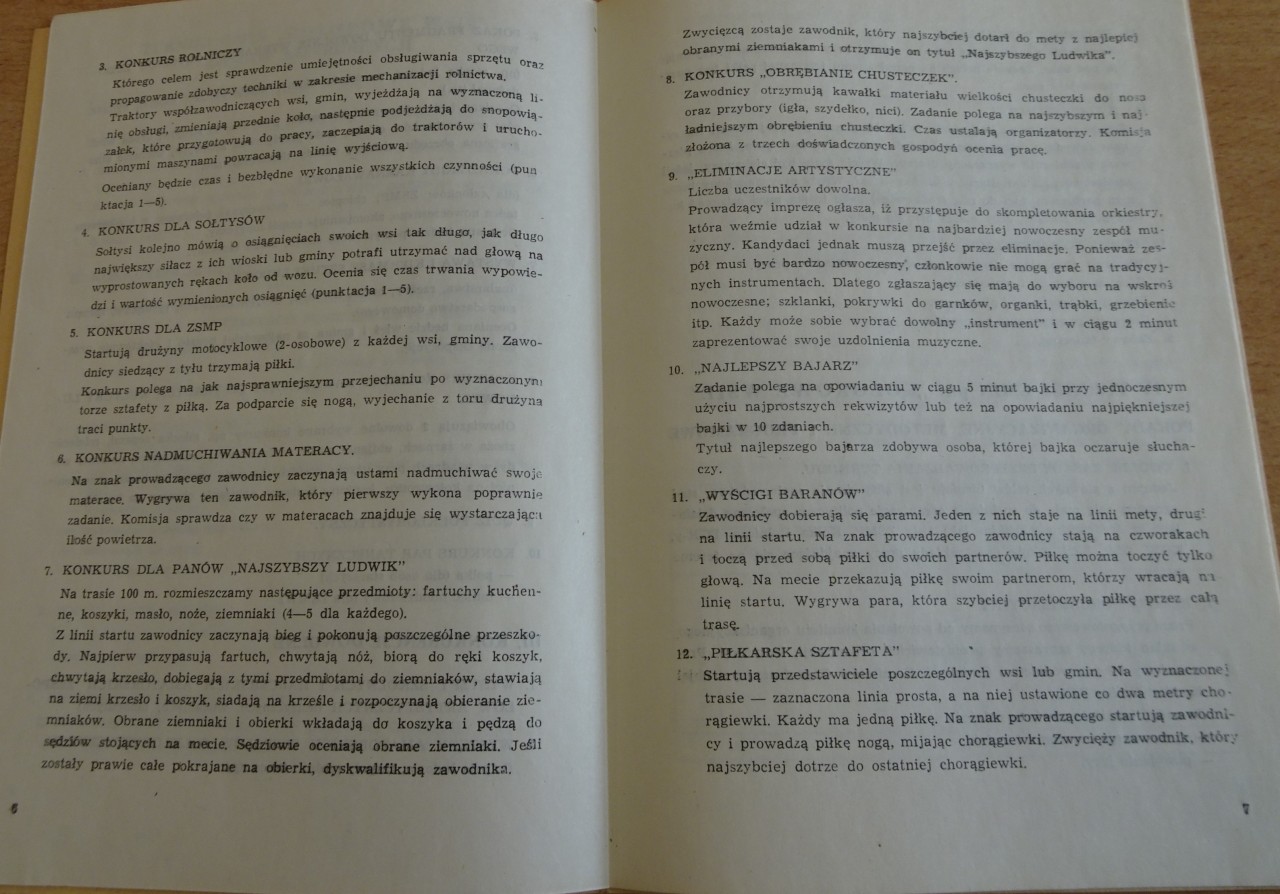 3. KONKURS ROLNICZY
Którego celem jest sprawdzenie umiejętności obsługiwania sprzętu oraz
propagowanie zdobyczy techniki w zakresie mechanizacji rolnictwa.
Traktory współzawodniczących wsi, gmin, wyjeżdżają na wyznaczoną li-
nię obsługi, zmieniają przednie koło, następnie podjeżdżają do snopowią-
załek, które przygotowują do pracy, zaczepiają do traktorów i urucho-
mionymi maszynami powracają na linię wyjściową.
Oceniany będzie czas i bezbłędne wykonanie wszystkich czynności (pun
ktacja 1—5).
4. KONKURS DLA SOŁTYSÓW
Sołtysi kolejno mówią o osiągnięciach swoich wsi tak długo, jak długo
największy siłacz z ich wioski lub gminy potrafi utrzymać nad głową na
wyprostowanych rękach koło od wozu. Ocenia się czas trwania wypowie-
dzi i wartość wymienionych osiągnięć (punktacja 1—5).
5. KONKURS DLA ZSMP
Startują drużyny motocyklowe (2-osobowe) z każdej wsi, gminy. Zawo-
dnicy siedzący z tyłu trzymają piłki.
Konkurs polega na jak najsprawniejszym przejechaniu po wyznaczonym
torze sztafety z piłką. Za podparcie się nogą, wyjechanie z toru drużyna
traci punkty.
6. KONKURS NADMUCHIWANIA MATERACY.
Na znak prowadzącego zawodnicy zaczynają ustami nadmuchiwać swoje
materace. Wygrywa ten zawodnik, który pierwszy wykona poprawnie
zadanie. Komisja sprawdza czy w materacach znajduje się wystarczająca
ilość powietrza.
7. KONKURS DLA PANÓW „NAJSZYBSZY LUDWIK”
Na trasie 100 m. rozmieszczamy następujące przedmioty: fartuchy kuchen-
ne, koszyki, masło, noże, ziemniaki (4—5 dla każdego).
Z linii startu zawodnicy zaczynają bieg i pokonują poszczególne przeszko-
dy. Najpierw przypasują fartuch, chwytają nóż, biorą do ręki koszyk,
chwytają krzesło, dobiegają z tymi przedmiotami do ziemniaków, stawiają
na ziemi krzesło i koszyk, siadają na krześle i rozpoczynają obieranie zie-
mniaków. Obrane ziemniaki i obierki wkładają do koszyka i pędzą do
sędziów stojących na mecie. Sędziowie oceniają obrane ziemniaki. Jeśli
zostały prawie całe pokrajane na obierki, dyskwalifikują zawodnika.
6
Zwycięzcą zostaje zawodnik, który najszybciej dotarł do mety z najlepiej
obranymi ziemniakami i otrzymuje on tytuł „Najszybszego Ludwika”.
8. KONKURS „OBRĘBIANIE CHUSTECZEK”.
Zawodnicy otrzymują kawałki materiału wielkości chusteczki do nosa
oraz przybory (igła, szydełko, nici). Zadanie polega na najszybszym i naj-
ładniejszym obrębieniu chusteczki. Czas ustalają organizatorzy. Komisja
złożona z trzech doświadczonych gospodyń ocenia pracę.
9. „ELIMINACJE ARTYSTYCZNE”
Liczba uczestników dowolna.
Prowadzący imprezę ogłasza, iż przystępuje do skompletowania orkiestry,
która weźmie udział w konkursie na najbardziej nowoczesny zespół mu-
zyczny. Kandydaci jednak muszą przejść przez eliminacje. Ponieważ zes-
pół musi być bardzo nowoczesny, członkowie nie mogą grać na tradycyj-
nych instrumentach. Dlatego zgłaszający się mają do wyboru na wskroś
nowoczesne; szklanki, pokrywki do garnków, organki, trąbki, grzebienie
itp. Każdy może sobie wybrać dowolny „instrument” i w ciągu 2 minut
zaprezentować swoje uzdolnienia muzyczne.
10. „NAJLEPSZY BAJARZ”
Zadanie polega na opowiadaniu w ciągu 5 minut bajki przy jednoczesnym
użyciu najprostszych rekwizytów lub też na opowiadaniu najpiękniejszej
bajki w 10 zdaniach.
Tytuł najlepszego bajarza zdobywa osoba, której bajka oczaruje słucha-
czy.
11. „WYŚCIGI BARANÓW”
Zawodnicy dobierają się parami. Jeden z nich staje na linii mety, drugi
na linii startu. Na znak prowadzącego zawodnicy stają na czworakach
i toczą przed sobą piłki do swoich partnerów. Piłkę można toczyć tylko
głową. Na mecie przekazują piłkę swoim partnerom, którzy wracają na
linię startu. Wygrywa para, która szybciej przetoczyła piłkę przez całą
trasę.
12. „PIŁKARSKA SZTAFETA”
Startują przedstawiciele poszczególnych wsi lub gmin. Na wyznaczonej
trasie — zaznaczona linia prosta, a na niej ustawione co dwa metry cho-
rągiewki. Każdy ma jedną piłkę. Na znak prowadzącego startują zawodni-
cy i prowadzą piłkę nogą, mijając chorągiewki. Zwycięży zawodnik, który
najszybciej dotrze do ostatniej chorągiewki.
7